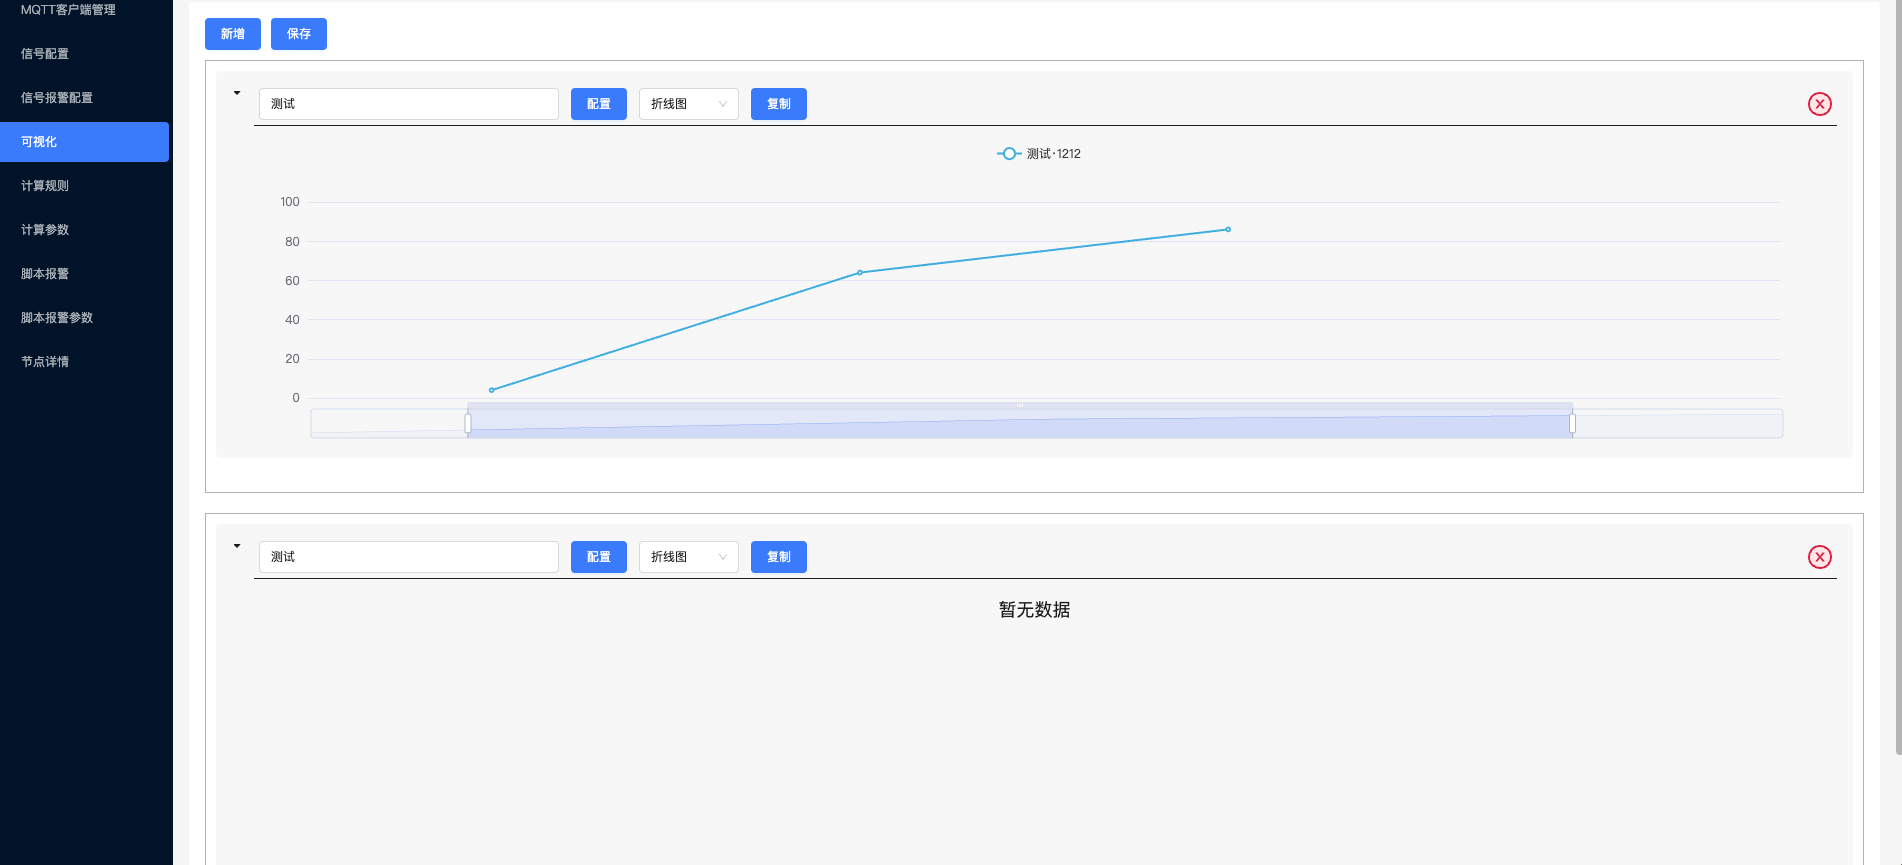 MQTT客户端管理
信号配置
信号报警配置
可视化
计算规则
计算参数
脚本报警
脚本报警参数
节点详情
新增 保存
测试 配置 折线图 复制
测试·1212
100
80
60
40
20
0
测试 配置 折线图 复制
暂无数据